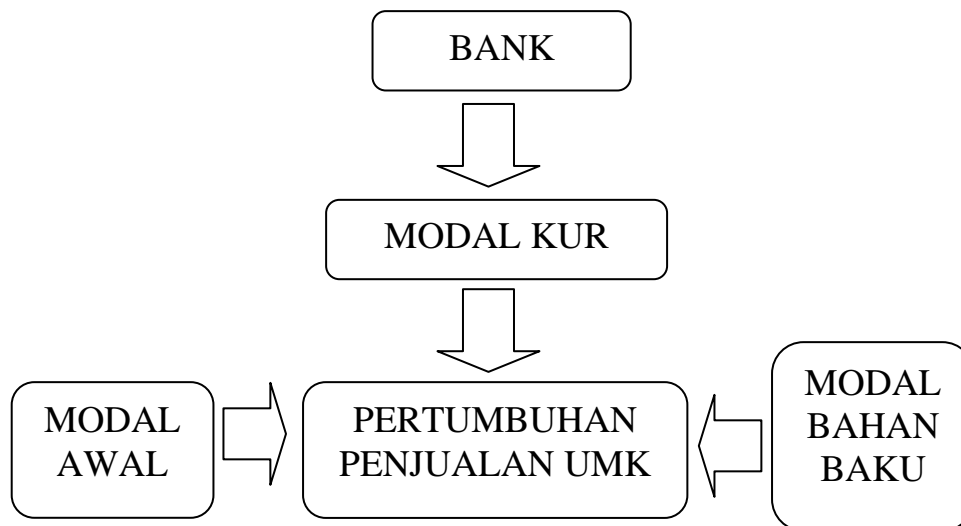 BANK
MODAL KUR
MODAL
AWAL
PERTUMBUHAN
PENJUALAN UMK
MODAL
BAHAN
BAKU